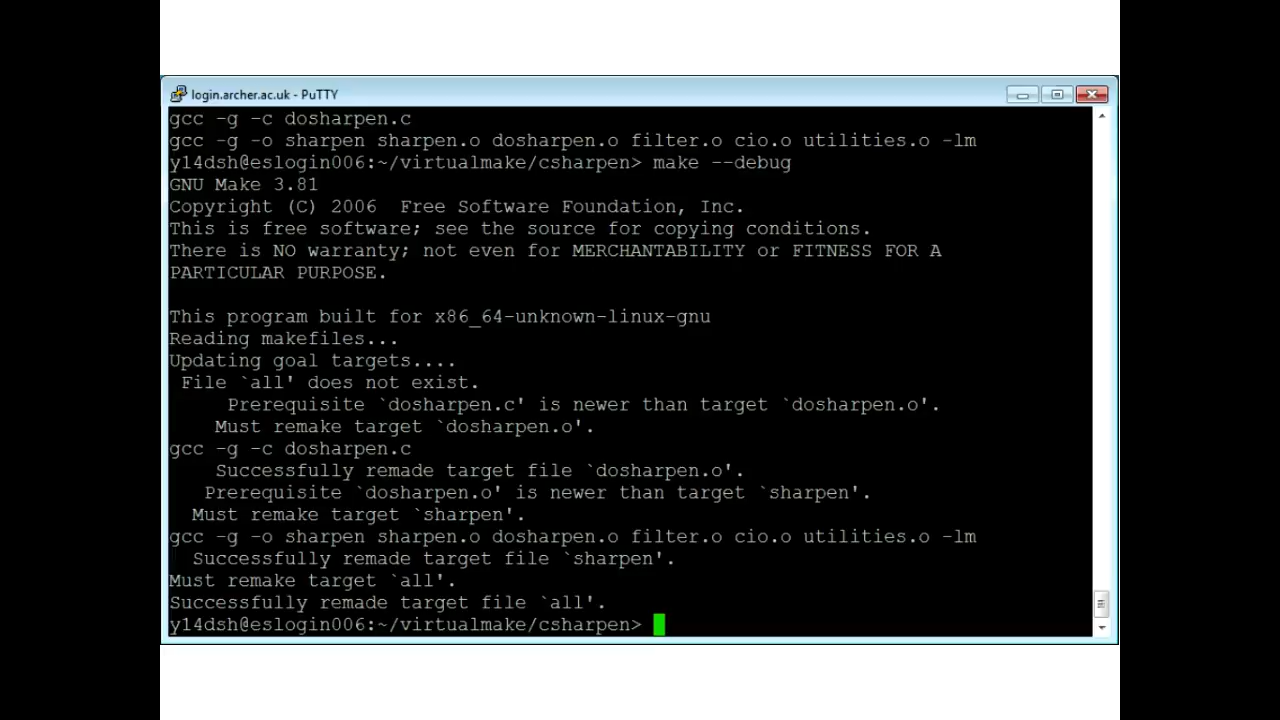 login.archer.ac.uk - PuTTY
gcc -g -c dosharpen.c
gcc -g -o sharpen sharpen.o dosharpen.o filter.o cio.o utilities.o -lm
y14dsh@eslogin006:~/virtualmake/csharpen> make --debug
GNU Make 3.81
Copyright (C) 2006  Free Software Foundation, Inc.
This is free software; see the source for copying conditions.
There is NO warranty; not even for MERCHANTABILITY or FITNESS FOR A
PARTICULAR PURPOSE.
This program built for x86_64-unknown-linux-gnu
Reading makefiles...
Updating goal targets....
 File `all' does not exist.
     Prerequisite `dosharpen.c' is newer than target `dosharpen.o'.
    Must remake target `dosharpen.o'.
gcc -g -c dosharpen.c
    Successfully remade target file `dosharpen.o'.
   Prerequisite `dosharpen.o' is newer than target `sharpen'.
  Must remake target `sharpen'.
gcc -g -o sharpen sharpen.o dosharpen.o filter.o cio.o utilities.o -lm
  Successfully remade target file `sharpen'.
Must remake target `all'.
Successfully remade target file `all'.
y14dsh@eslogin006:~/virtualmake/csharpen>